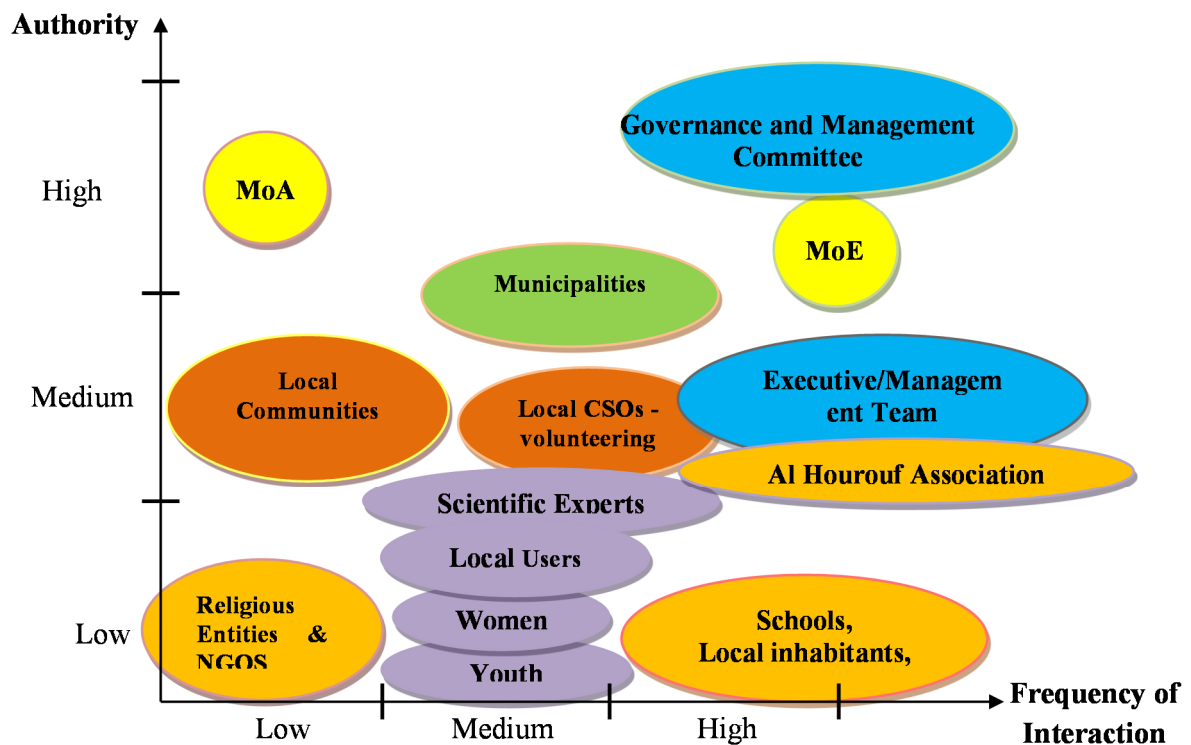 Authority
Governance and Management
Committee
High
MoA
MoE
Municipalities
Medium
Local
Communities
Local CSOs -
volunteering
Executive/Managem
ent Team
Al Hourouf Association
Scientific Experts
Local Users
Low
Religious
Entities &
NGOS
Women
Youth
Schools,
Local inhabitants,
Low
Medium
High
Frequency of
Interaction